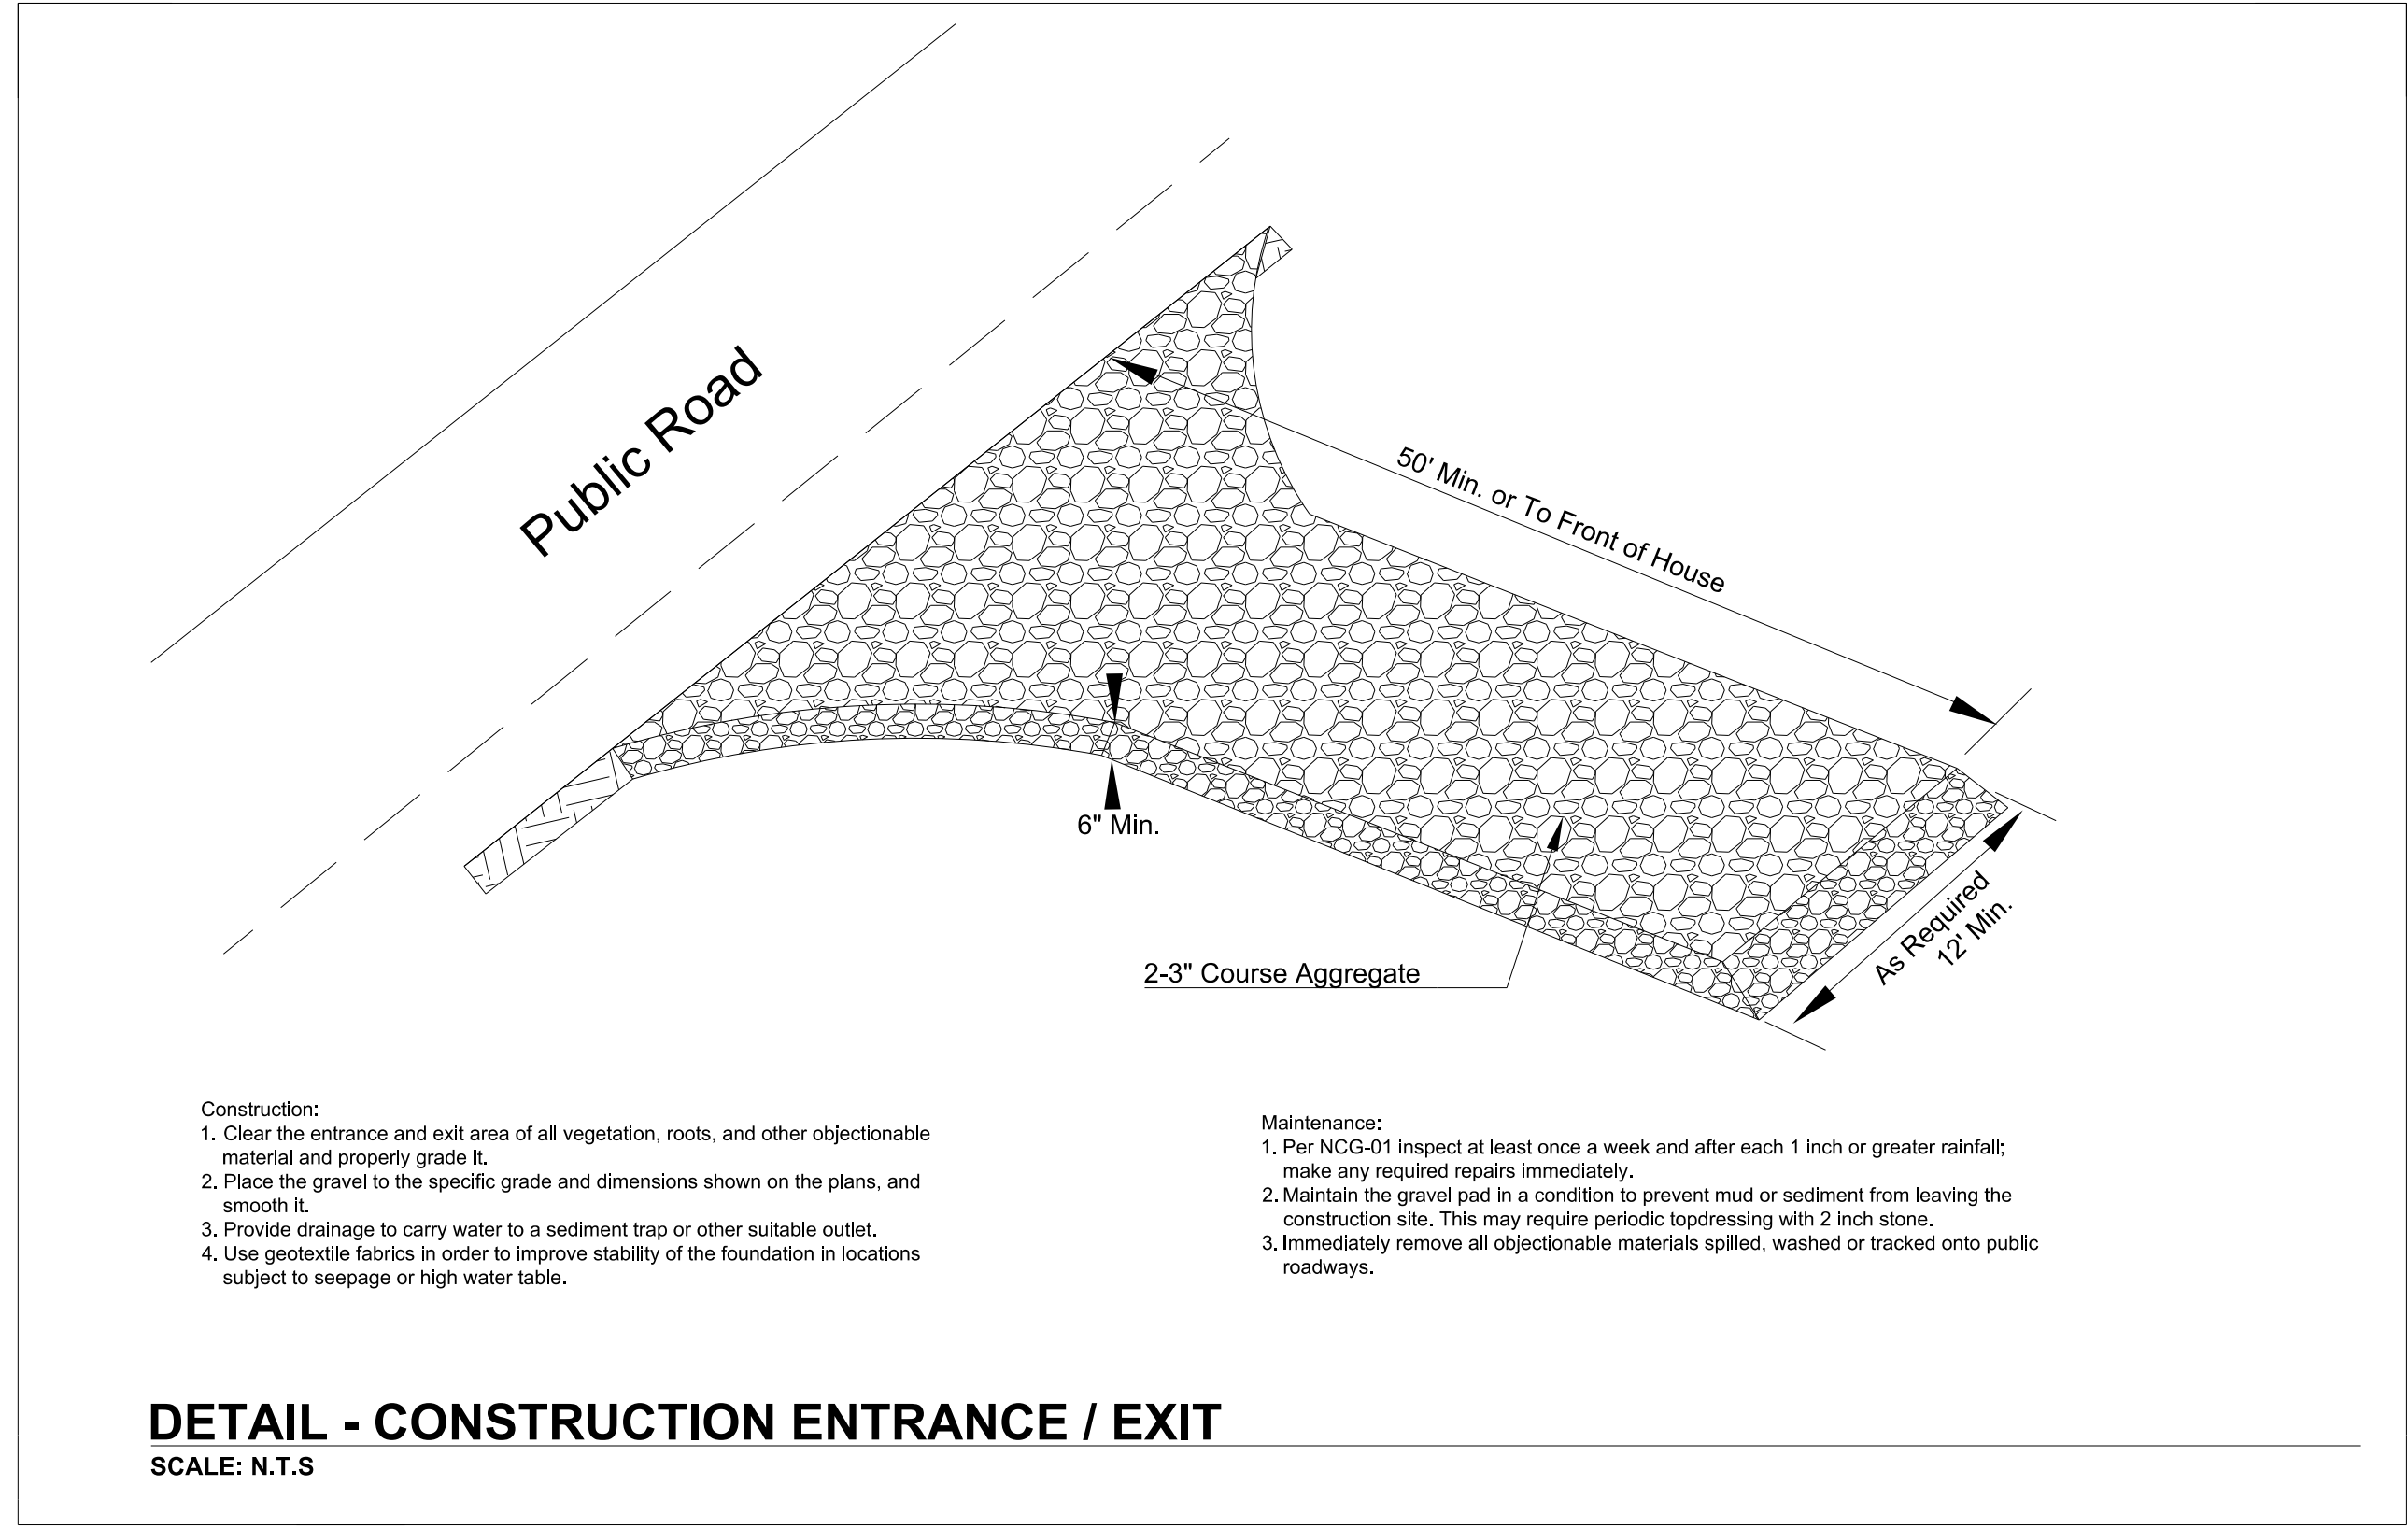 Public Road
50' Min. or To Front of House
6" Min.
2-3" Course Aggregate
As Required
12' Min.
Construction:
1. Clear the entrance and exit area of all vegetation, roots, and other objectionable
material and properly grade it.
2. Place the gravel to the specific grade and dimensions shown on the plans, and
smooth it.
3. Provide drainage to carry water to a sediment trap or other suitable outlet.
4. Use geotextile fabrics in order to improve stability of the foundation in locations
subject to seepage or high water table.
Maintenance:
1. Per NCG-01 inspect at least once a week and after each 1 inch or greater rainfall;
make any required repairs immediately.
2. Maintain the gravel pad in a condition to prevent mud or sediment from leaving the
construction site. This may require periodic topdressing with 2 inch stone.
3. Immediately remove all objectionable materials spilled, washed or tracked onto public
roadways.
DETAIL - CONSTRUCTION ENTRANCE / EXIT
SCALE: N.T.S